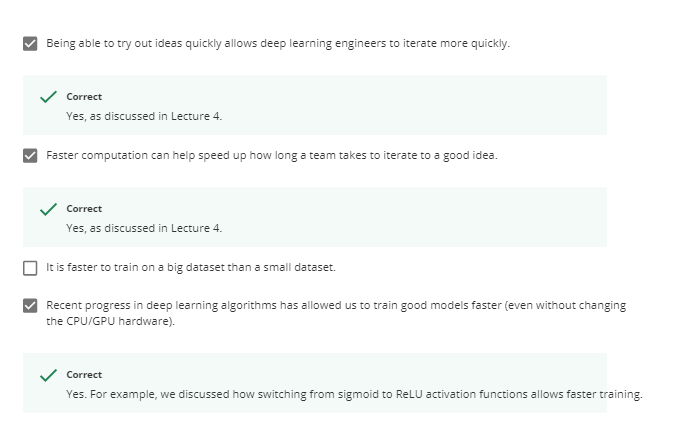 Being able to try out ideas quickly allows deep learning engineers to iterate more quickly.
Correct
Yes, as discussed in Lecture 4.
Faster computation can help speed up how long a team takes to iterate to a good idea.
Correct
Yes, as discussed in Lecture 4.
It is faster to train on a big dataset than a small dataset.
Recent progress in deep learning algorithms has allowed us to train good models faster (even without changing
the CPU/GPU hardware).
Correct
Yes. For example, we discussed how switching from sigmoid to ReLU activation functions allows faster training.